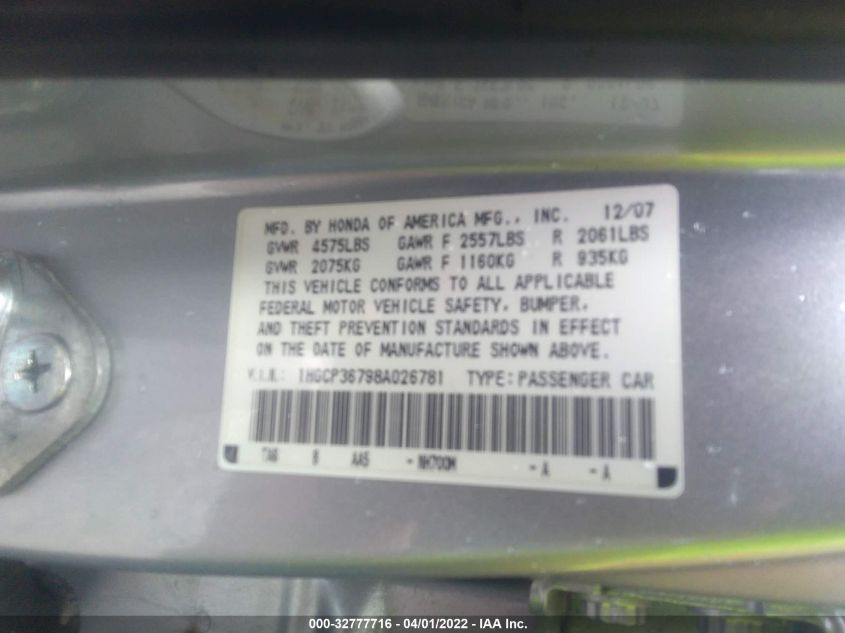 MFD. BY HONDA OF AMERICA MFG., INC. 12/07
GVWR 4575LBS GAWR F 2557LBS R 2061LBS
GVWR 2075KG GAWR F 1160KG R 935KG
THIS VEHICLE CONFORMS TO ALL APPLICABLE
FEDERAL MOTOR VEHICLE SAFETY, BUMPER,
AND THEFT PREVENTION STANDARDS IN EFFECT
ON THE DATE OF MANUFACTURE SHOWN ABOVE.
V.I.N.: 1HGCP36798A026781 TYPE: PASSENGER CAR
TA6 8 AA5 - NH700M - A - A
000-32777716 - 04/01/2022 - IAA Inc.